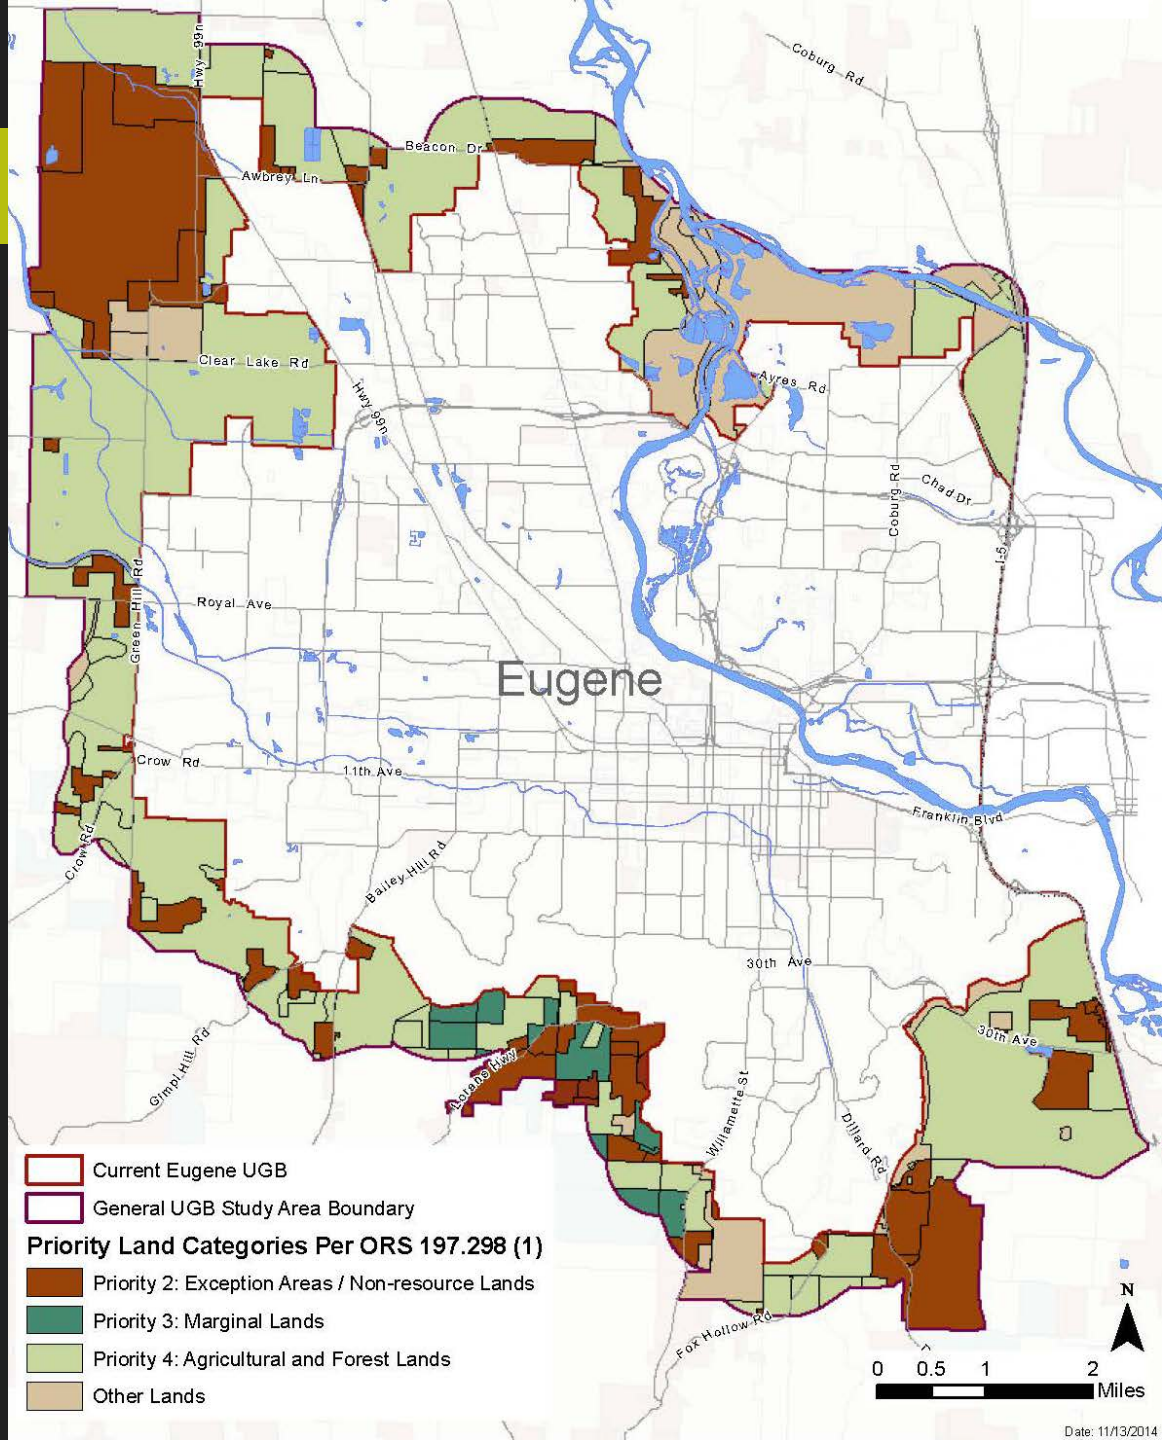 Hwy 99n
Coburg Rd
Beacon Dr
Awbrey Ln
Clear Lake Rd
Hwy 99n
Ayres Rd
Coburg Rd
Chad Dr
I-5
Green Hill Rd
Royal Ave
Eugene
Crow Rd
11th Ave
Franklin Blvd
Crow Rd
Bailey Hill Rd
30th Ave
30th Ave
Gimpl Hill Rd
Lorane Hwy
Willamette St
Dillard Rd
Fox Hollow Rd
Current Eugene UGB
General UGB Study Area Boundary
Priority Land Categories Per ORS 197.298 (1)
Priority 2: Exception Areas / Non-resource Lands
Priority 3: Marginal Lands
Priority 4: Agricultural and Forest Lands
Other Lands
N
0 0.5 1 2
Miles
Date: 11/13/2014